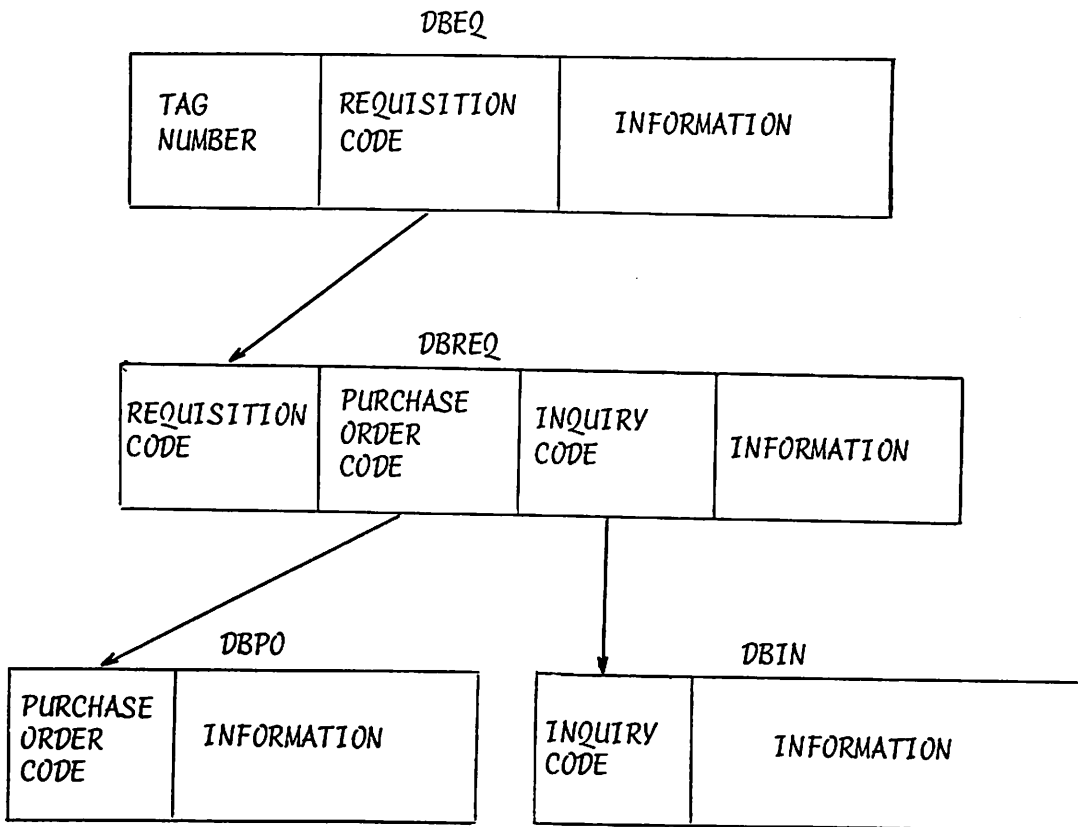 DBEQ
TAG
NUMBER
REQUISITION
CODE
INFORMATION
DBREQ
REQUISITION
CODE
PURCHASE
ORDER
CODE
INQUIRY
CODE
INFORMATION
DBPO
PURCHASE
ORDER
CODE
INFORMATION
DBIN
INQUIRY
CODE
INFORMATION